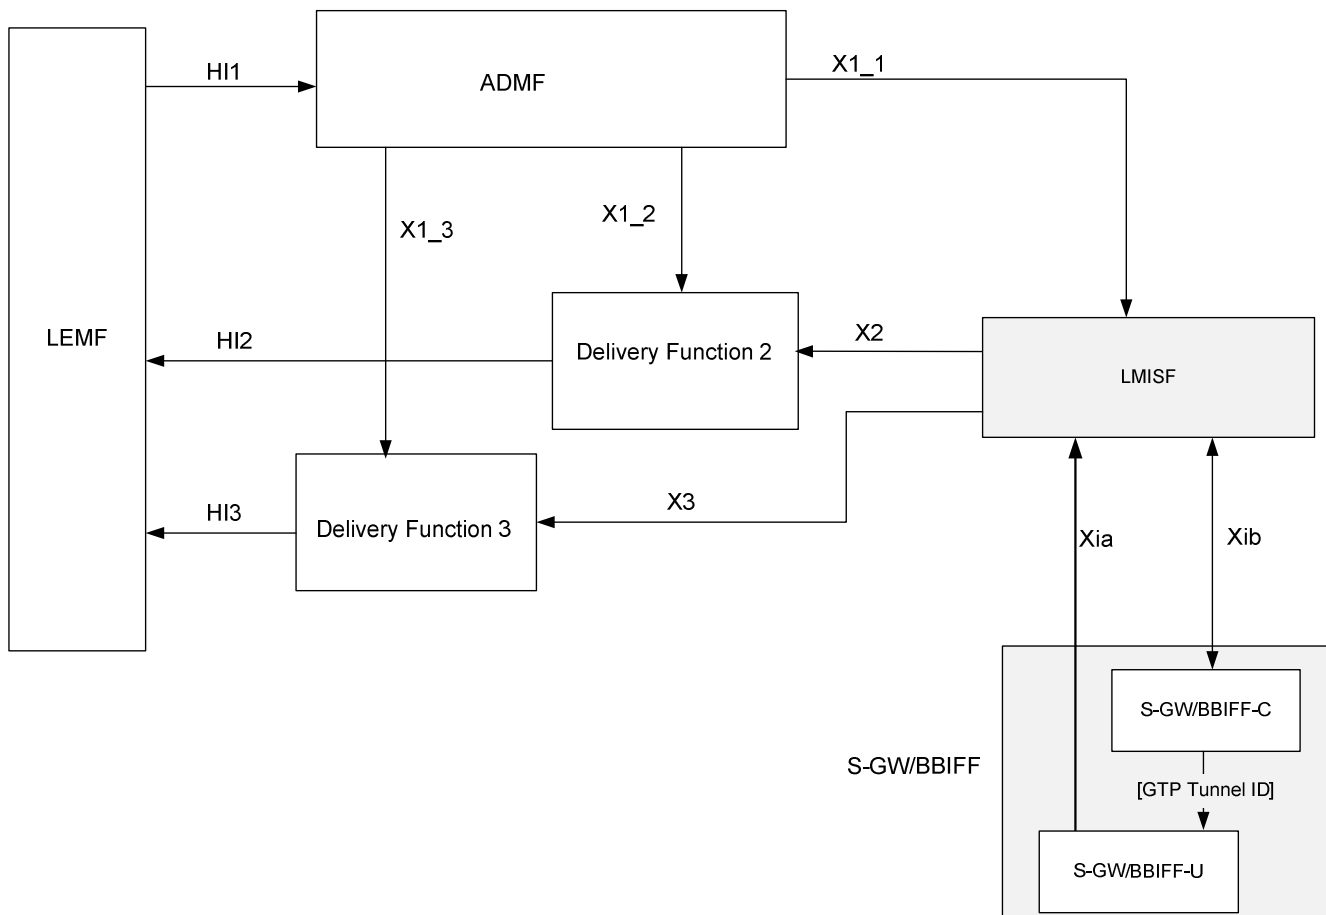 HI1
ADMF
X1_1
X1_3
X1_2
LEMF
HI2
Delivery Function 2
X2
LMISF
HI3
Delivery Function 3
X3
Xia
Xib
S-GW/BBIFF
S-GW/BBIFF-C
[GTP Tunnel ID]
S-GW/BBIFF-U